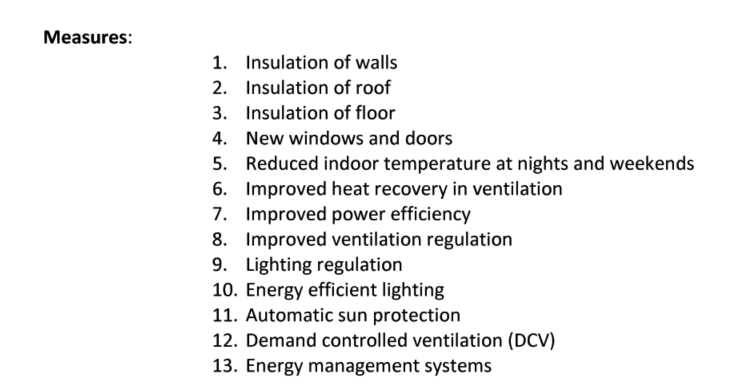 Measures:
1. Insulation of walls
2. Insulation of roof
3. Insulation of floor
4. New windows and doors
5. Reduced indoor temperature at nights and weekends
6. Improved heat recovery in ventilation
7. Improved power efficiency
8. Improved ventilation regulation
9. Lighting regulation
10. Energy efficient lighting
11. Automatic sun protection
12. Demand controlled ventilation (DCV)
13. Energy management systems